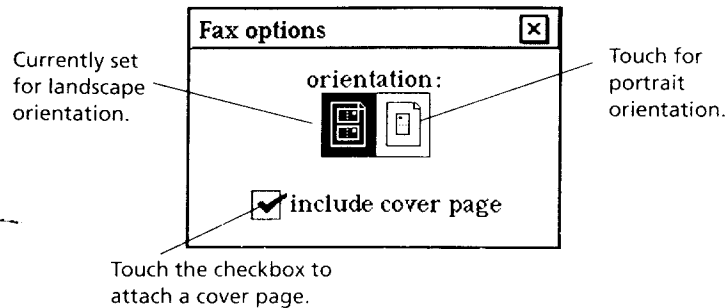 Fax options
Currently set
for landscape
orientation.
orientation:
Touch for
portrait
orientation.
include cover page
Touch the checkbox to
attach a cover page.